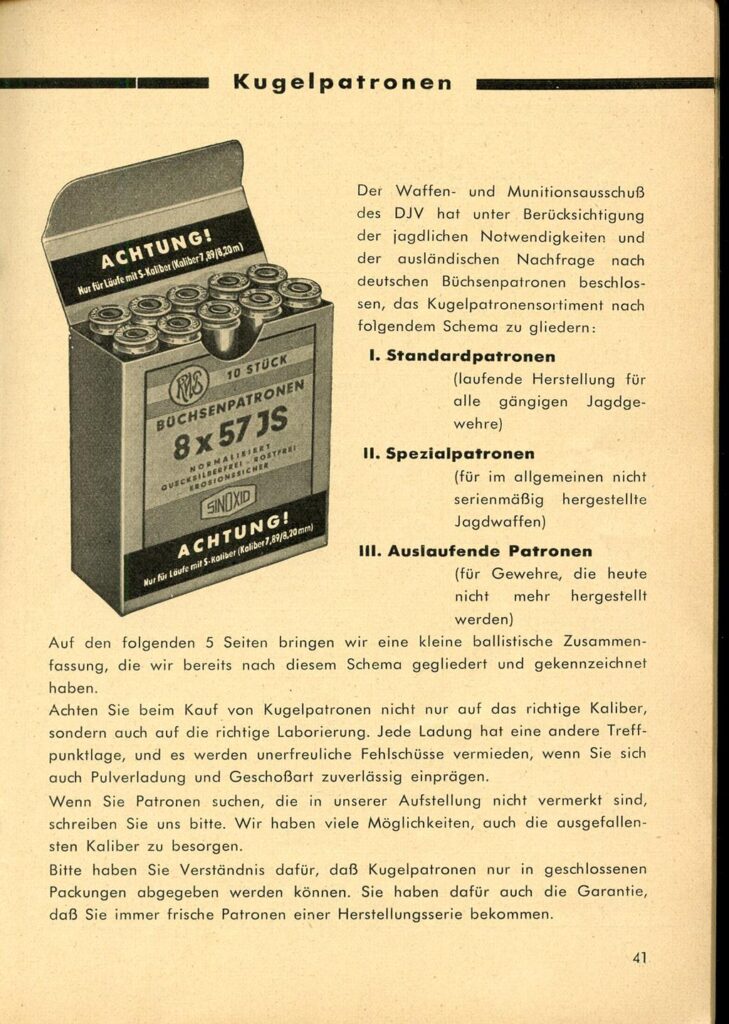 Kugelpatronen
ACHTUNG!
Nur für Läufe mit S-Kaliber (Kaliber 7,89/8,20m)
RWS
10 STÜCK
BÜCHSENPATRONEN
8 x 57 JS
NORMALISIERT
QUECKSILBERFREI · ROSTFREI
EROSIONSSICHER
SINOXID
ACHTUNG!
Nur für Läufe mit S-Kaliber (Kaliber 7,89/8,20mm)
Der Waffen- und Munitionsausschuß
des DJV hat unter Berücksichtigung
der jagdlichen Notwendigkeiten und
der ausländischen Nachfrage nach
deutschen Büchsenpatronen beschlos-
sen, das Kugelpatronensortiment nach
folgendem Schema zu gliedern:
I. Standardpatronen
(laufende Herstellung für
alle gängigen Jagdge-
wehre)
II. Spezialpatronen
(für im allgemeinen nicht
serienmäßig hergestellte
Jagdwaffen)
III. Auslaufende Patronen
(für Gewehre, die heute
nicht mehr hergestellt
werden)
Auf den folgenden 5 Seiten bringen wir eine kleine ballistische Zusammen-
fassung, die wir bereits nach diesem Schema gegliedert und gekennzeichnet
haben.
Achten Sie beim Kauf von Kugelpatronen nicht nur auf das richtige Kaliber,
sondern auch auf die richtige Laborierung. Jede Ladung hat eine andere Treff-
punktlage, und es werden unerfreuliche Fehlschüsse vermieden, wenn Sie sich
auch Pulverladung und Geschoßart zuverlässig einprägen.
Wenn Sie Patronen suchen, die in unserer Aufstellung nicht vermerkt sind,
schreiben Sie uns bitte. Wir haben viele Möglichkeiten, auch die ausgefallen-
sten Kaliber zu besorgen.
Bitte haben Sie Verständnis dafür, daß Kugelpatronen nur in geschlossenen
Packungen abgegeben werden können. Sie haben dafür auch die Garantie,
daß Sie immer frische Patronen einer Herstellungsserie bekommen.
41